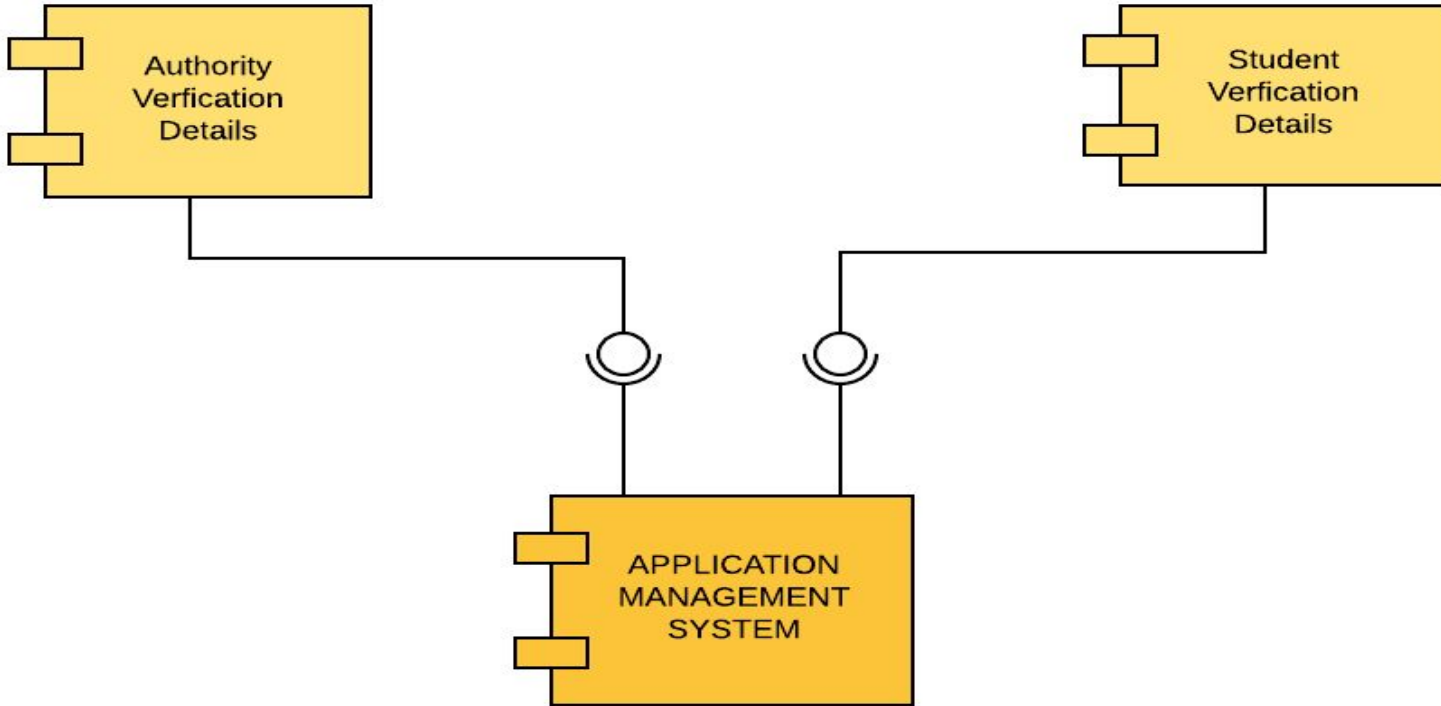 Authority
Verfication
Details
Student
Verfication
Details
APPLICATION
MANAGEMENT
SYSTEM